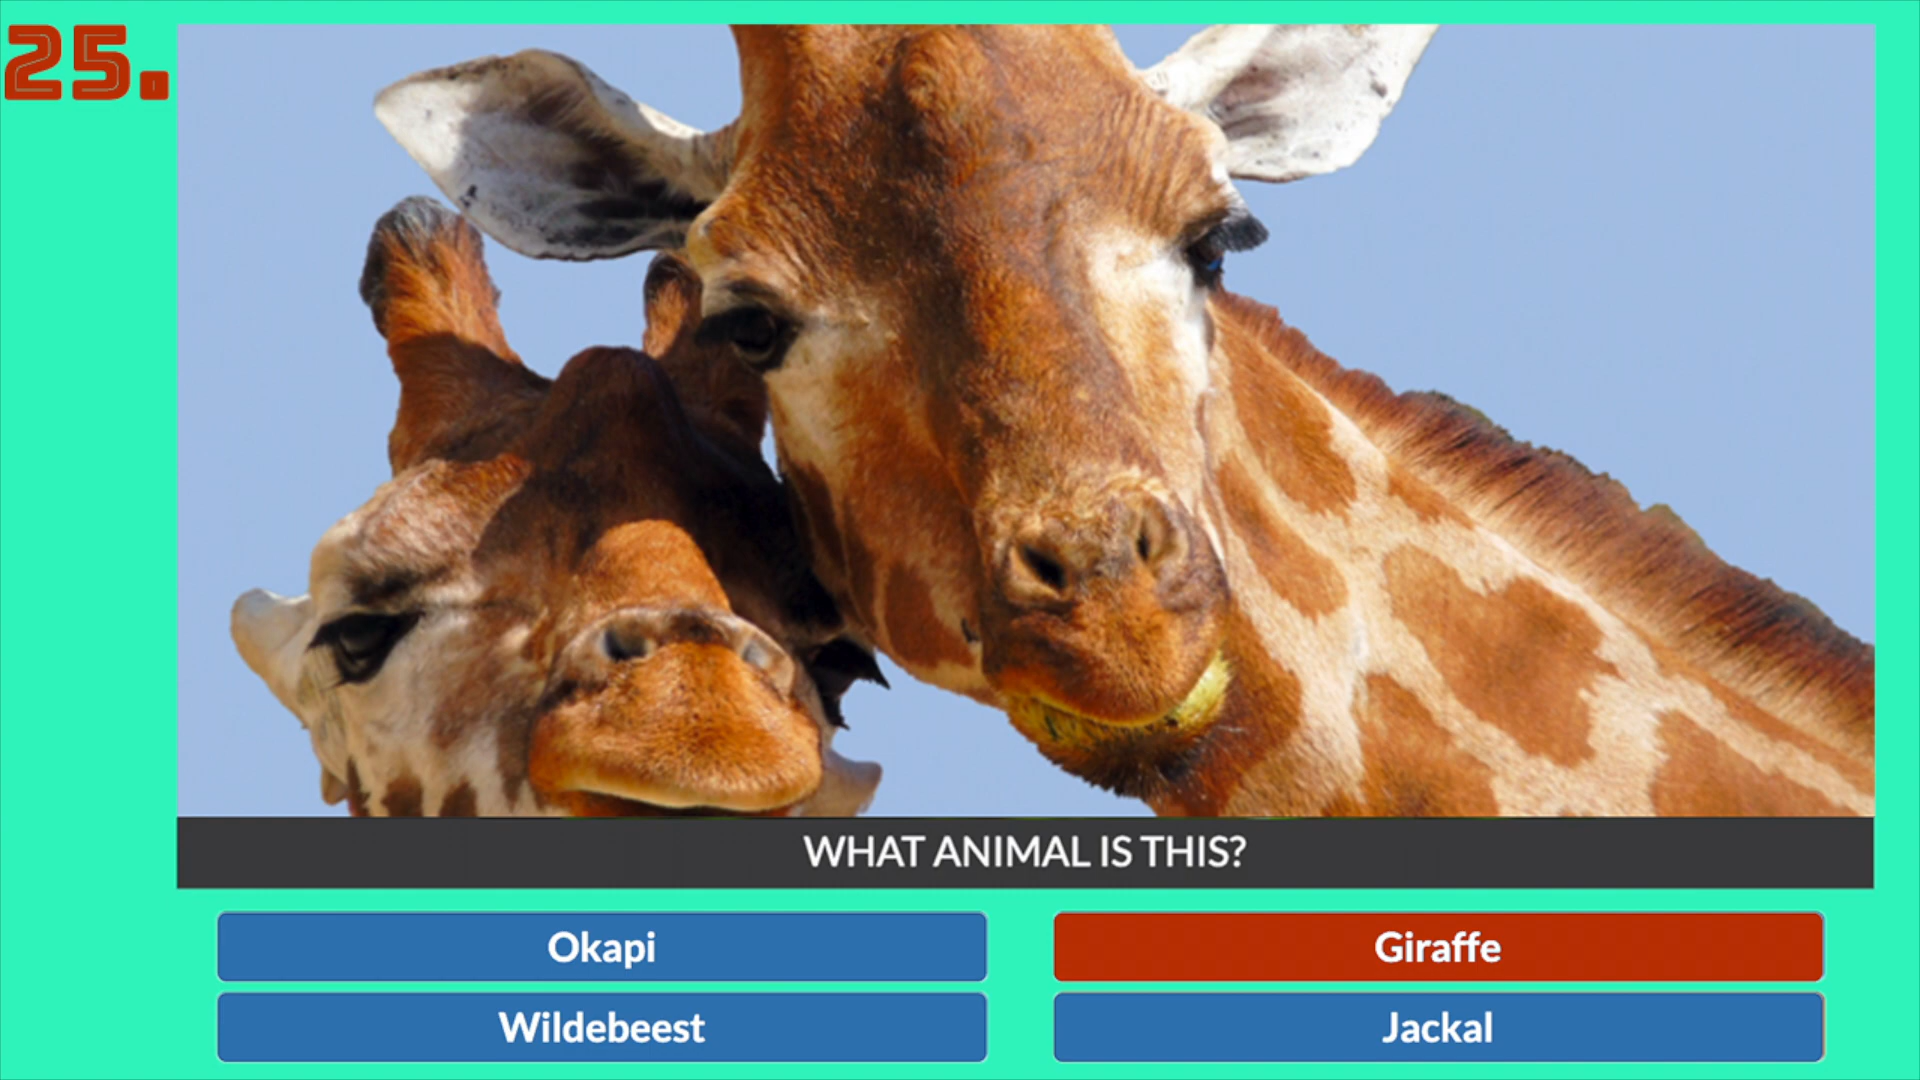 25.
WHAT ANIMAL IS THIS?
Okapi
Giraffe
Wildebeest
Jackal